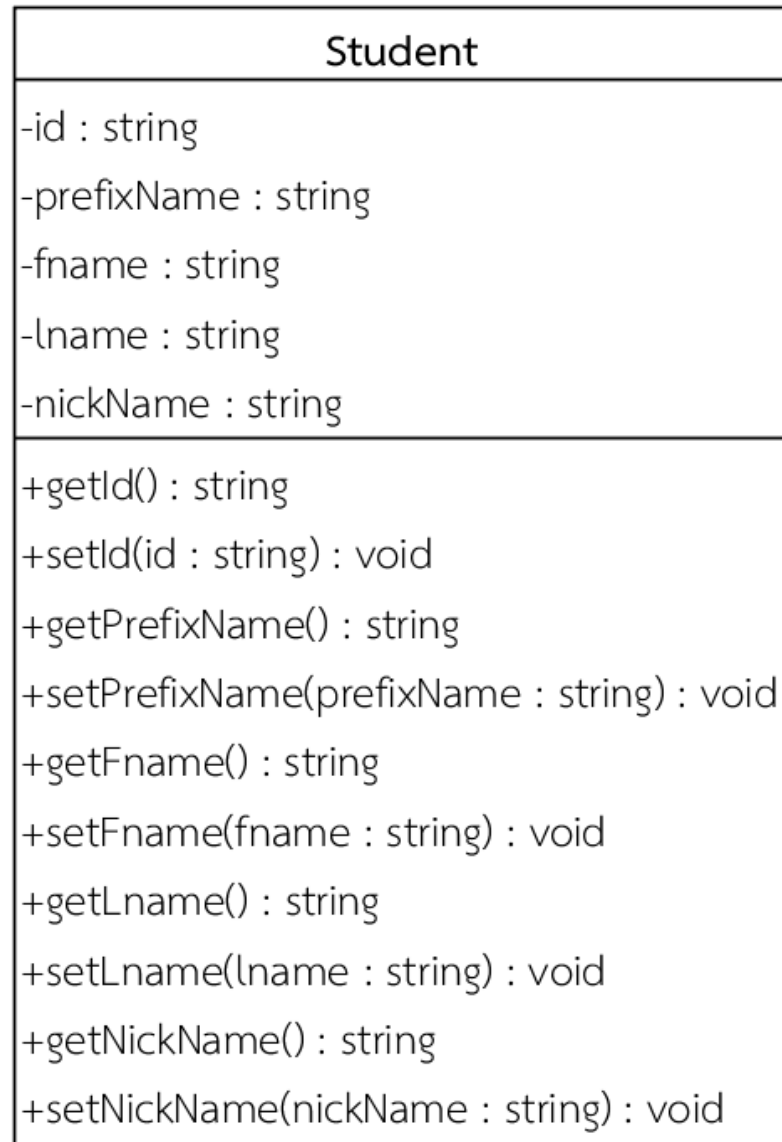 Student
-id : string
-prefixName : string
-fname : string
-lname : string
-nickName : string
+getId() : string
+setId(id : string) : void
+getPrefixName() : string
+setPrefixName(prefixName : string) : void
+getFname() : string
+setFname(fname : string) : void
+getLname() : string
+setLname(lname : string) : void
+getNickName() : string
+setNickName(nickName : string) : void